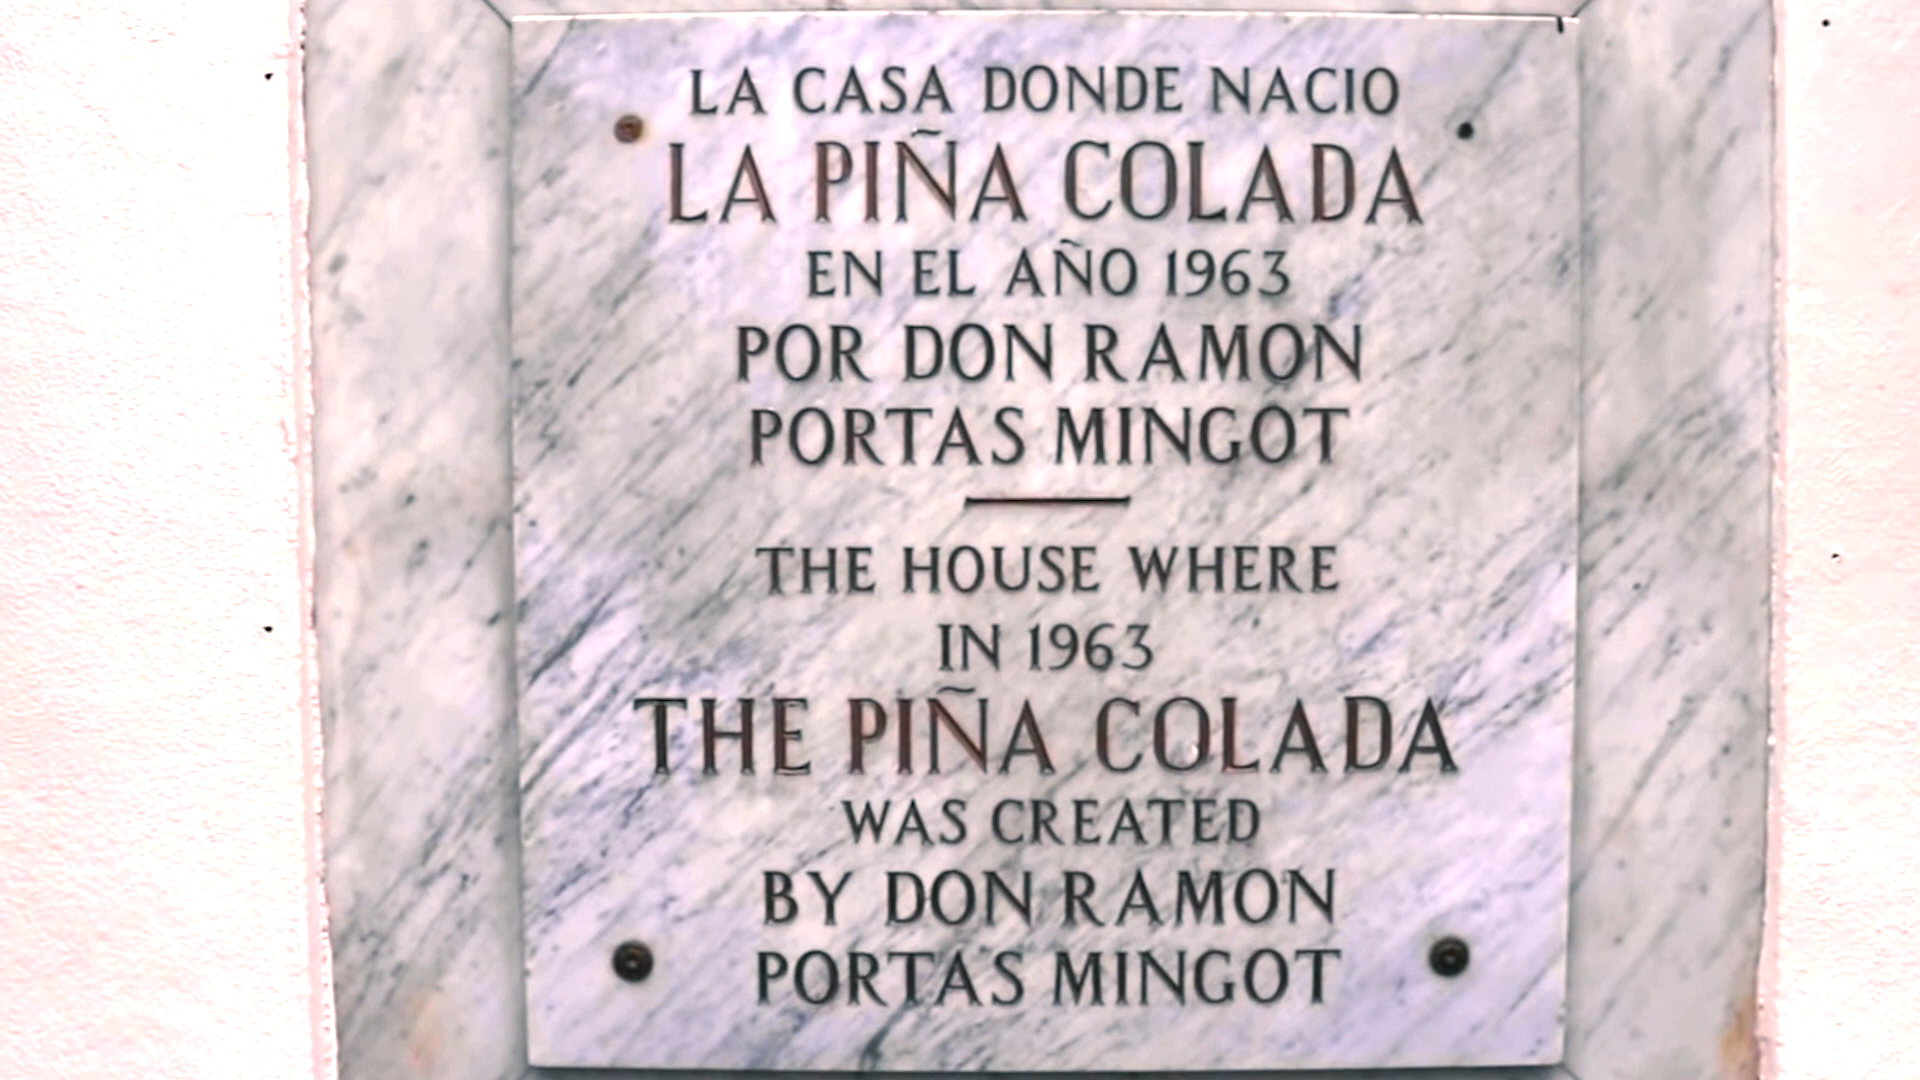 LA CASA DONDE NACIO
LA PIÑA COLADA
EN EL AÑO 1963
POR DON RAMON
PORTAS MINGOT
THE HOUSE WHERE
IN 1963
THE PIÑA COLADA
WAS CREATED
BY DON RAMON
PORTAS MINGOT